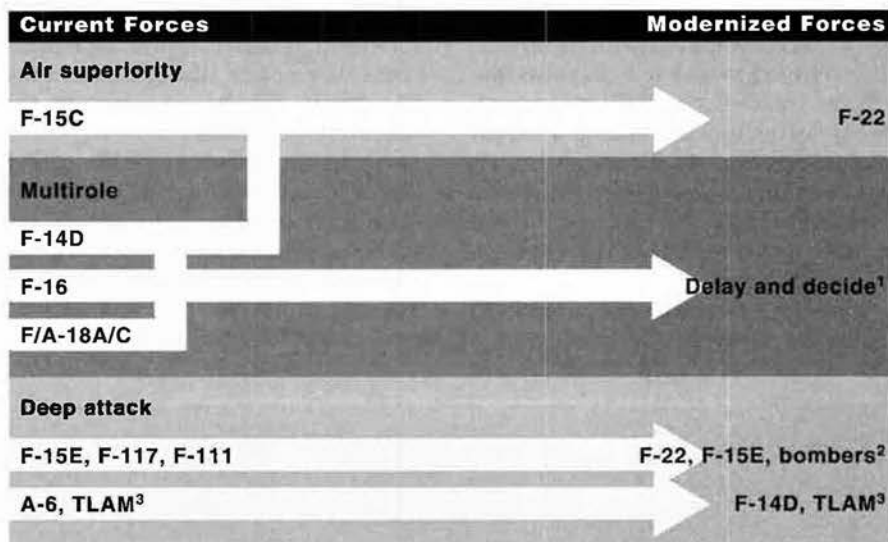 Current Forces Modernized Forces
Air superiority
F-15C F-22
Multirole
F-14D
F-16 Delay and decide¹
F/A-18A/C
Deep attack
F-15E, F-117, F-111 F-22, F-15E, bombers²
A-6, TLAM³ F-14D, TLAM³